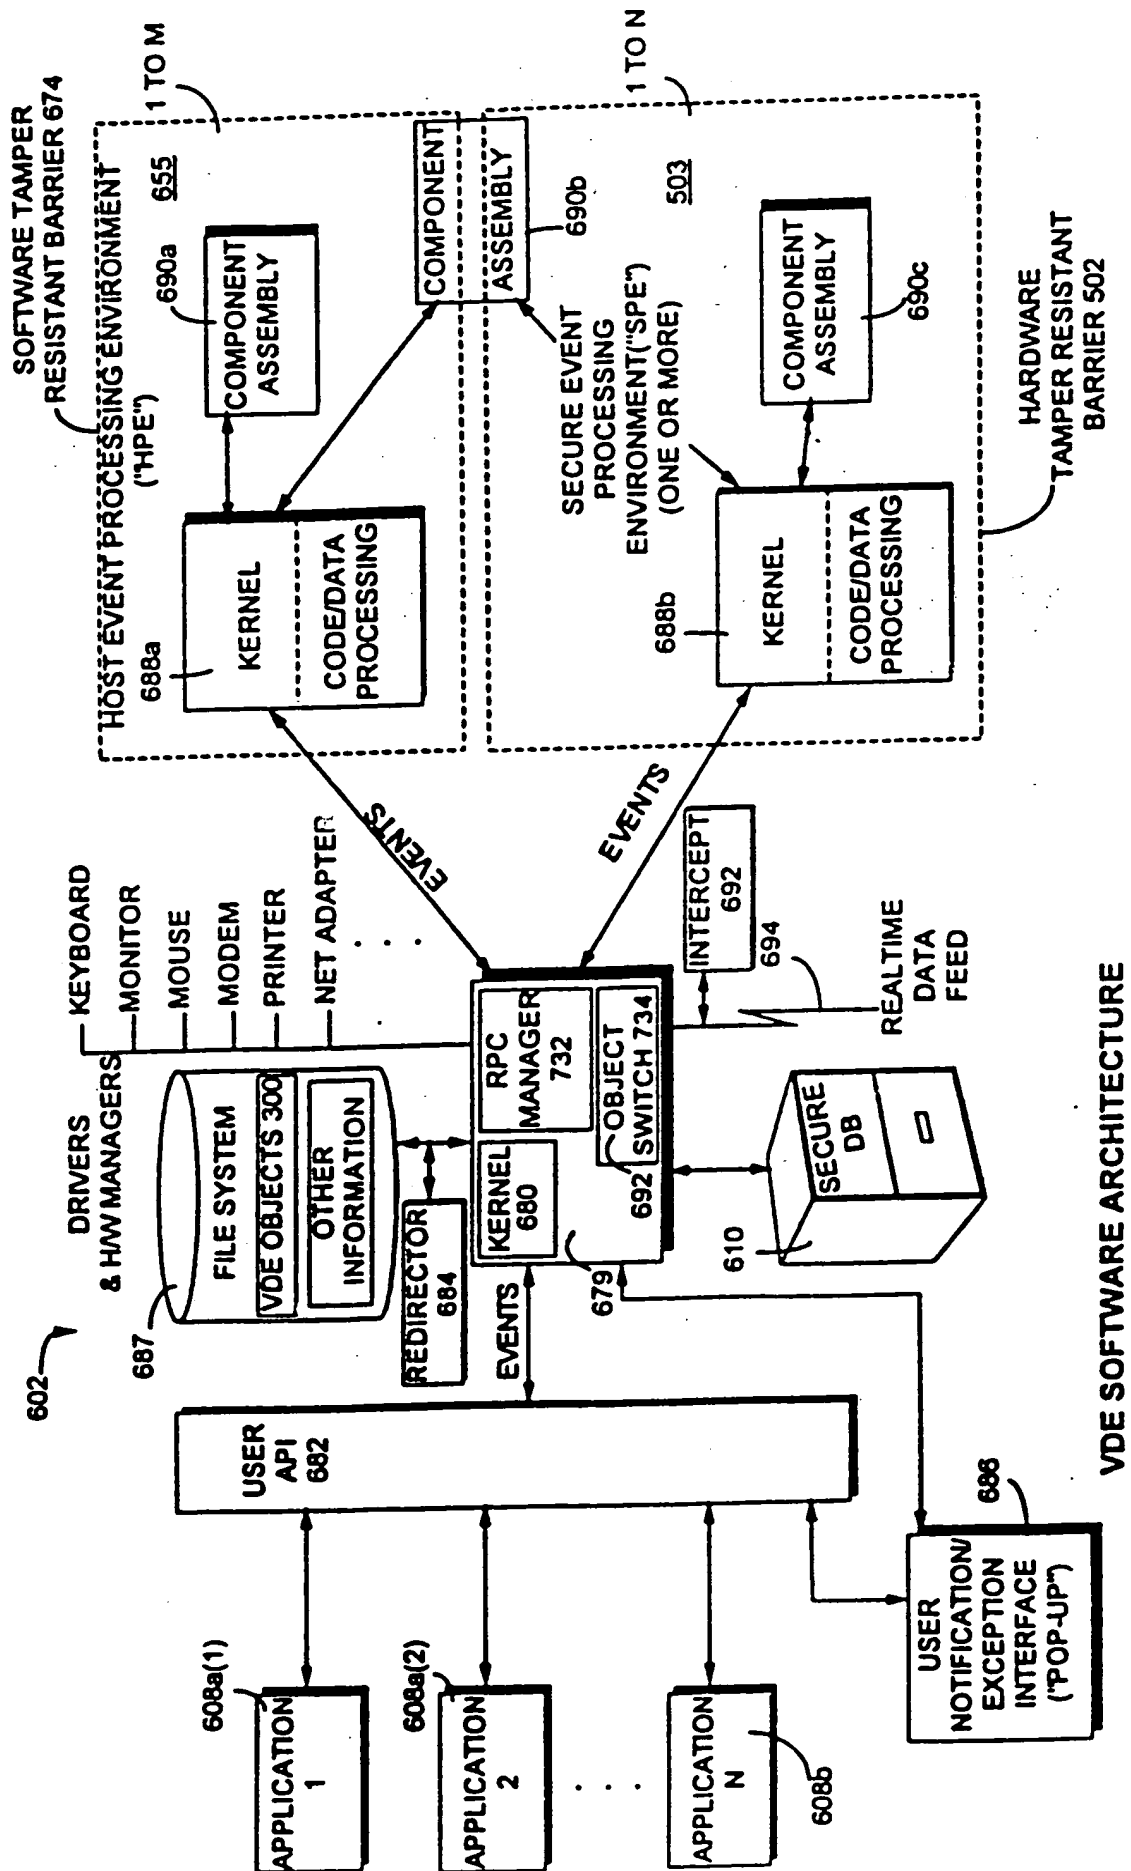 SOFTWARE TAMPER
RESISTANT BARRIER 674
HOST EVENT PROCESSING ENVIRONMENT
("HPE")
655
1 TO M
690a
COMPONENT
ASSEMBLY
688a
KERNEL
CODE/DATA
PROCESSING
COMPONENT
ASSEMBLY
690b
SECURE EVENT
PROCESSING
ENVIRONMENT("SPE")
(ONE OR MORE)
503
1 TO N
688b
KERNEL
CODE/DATA
PROCESSING
COMPONENT
ASSEMBLY
690c
HARDWARE
TAMPER RESISTANT
BARRIER 502
602
DRIVERS
& H/W MANAGERS
KEYBOARD
MONITOR
MOUSE
MODEM
PRINTER
NET ADAPTER
. . .
EVENTS
EVENTS
687
FILE SYSTEM
VDE OBJECTS 300
OTHER
INFORMATION
REDIRECTOR
684
KERNEL
680
RPC
MANAGER
732
OBJECT
SWITCH 734
692
679
INTERCEPT
692
694
REALTIME
DATA
FEED
SECURE
DB
610
EVENTS
USER
API
682
608a(1)
APPLICATION
1
608a(2)
APPLICATION
2
. . .
APPLICATION
N
608b
USER
NOTIFICATION/
EXCEPTION
INTERFACE
("POP-UP")
686
VDE SOFTWARE ARCHITECTURE